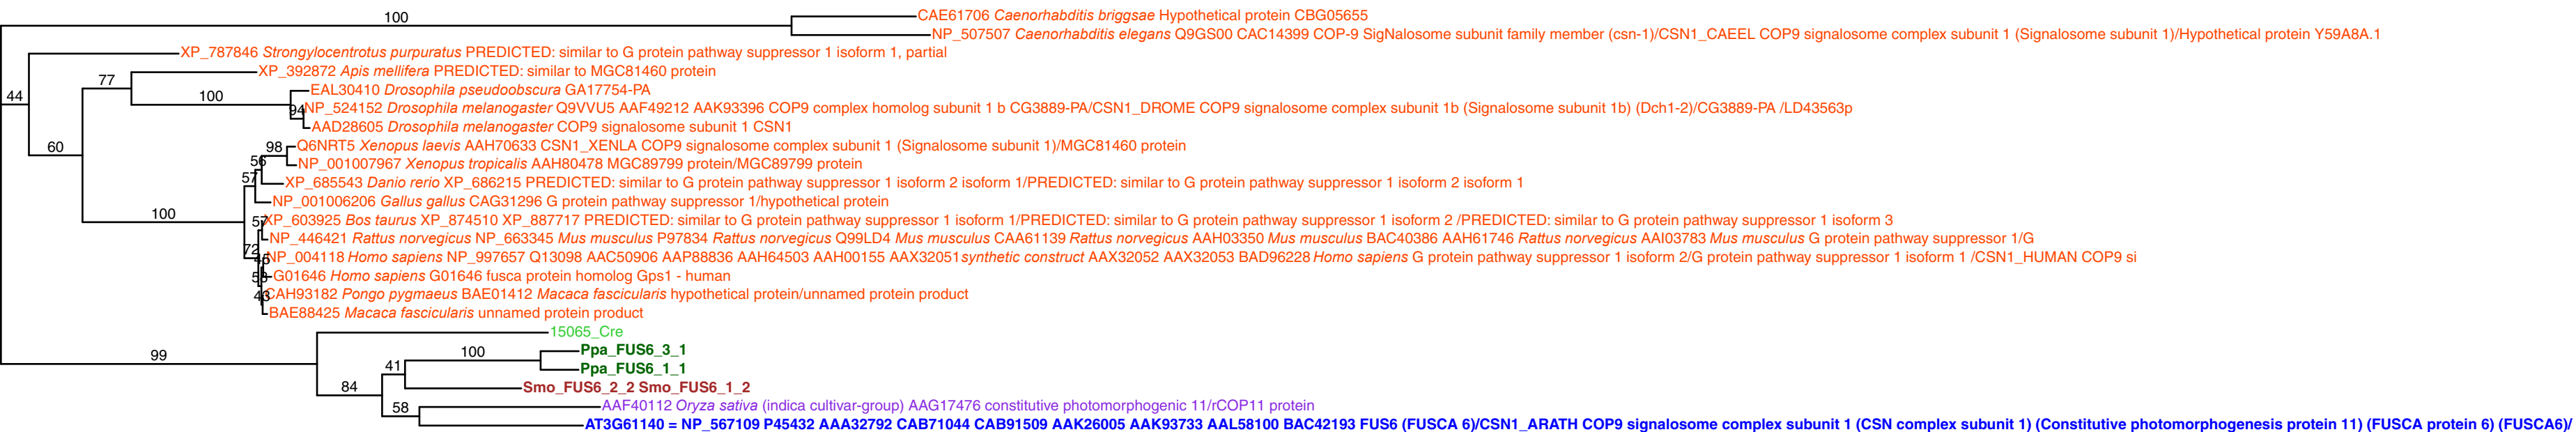 100
CAE61706 Caenorhabditis briggsae Hypothetical protein CBG05655
NP_507507 Caenorhabditis elegans Q9GS00 CAC14399 COP-9 SigNalosome subunit family member (csn-1)/CSN1_CAEEL COP9 signalosome complex subunit 1 (Signalosome subunit 1)/Hypothetical protein Y59A8A.1
XP_787846 Strongylocentrotus purpuratus PREDICTED: similar to G protein pathway suppressor 1 isoform 1, partial
XP_392872 Apis mellifera PREDICTED: similar to MGC81460 protein
77
EAL30410 Drosophila pseudoobscura GA17754-PA
44
100
94
NP_524152 Drosophila melanogaster Q9VVU5 AAF49212 AAK93396 COP9 complex homolog subunit 1 b CG3889-PA/CSN1_DROME COP9 signalosome complex subunit 1b (Signalosome subunit 1b) (Dch1-2)/CG3889-PA /LD43563p
AAD28605 Drosophila melanogaster COP9 signalosome subunit 1 CSN1
60
98
Q6NRT5 Xenopus laevis AAH70633 CSN1_XENLA COP9 signalosome complex subunit 1 (Signalosome subunit 1)/MGC81460 protein
56
NP_001007967 Xenopus tropicalis AAH80478 MGC89799 protein/MGC89799 protein
57
XP_685543 Danio rerio XP_686215 PREDICTED: similar to G protein pathway suppressor 1 isoform 2 isoform 1/PREDICTED: similar to G protein pathway suppressor 1 isoform 2 isoform 1
NP_001006206 Gallus gallus CAG31296 G protein pathway suppressor 1/hypothetical protein
100
57
XP_603925 Bos taurus XP_874510 XP_887717 PREDICTED: similar to G protein pathway suppressor 1 isoform 1/PREDICTED: similar to G protein pathway suppressor 1 isoform 2 /PREDICTED: similar to G protein pathway suppressor 1 isoform 3
NP_446421 Rattus norvegicus NP_663345 Mus musculus P97834 Rattus norvegicus Q99LD4 Mus musculus CAA61139 Rattus norvegicus AAH03350 Mus musculus BAC40386 AAH61746 Rattus norvegicus AAI03783 Mus musculus G protein pathway suppressor 1/G
72
NP_004118 Homo sapiens NP_997657 Q13098 AAC50906 AAP88836 AAH64503 AAH00155 AAX32051 synthetic construct AAX32052 AAX32053 BAD96228 Homo sapiens G protein pathway suppressor 1 isoform 2/G protein pathway suppressor 1 isoform 1 /CSN1_HUMAN COP9 si
G01646 Homo sapiens G01646 fusca protein homolog Gps1 - human
43
CAH93182 Pongo pygmaeus BAE01412 Macaca fascicularis hypothetical protein/unnamed protein product
BAE88425 Macaca fascicularis unnamed protein product
15065_Cre
99
100
Ppa_FUS6_3_1
Ppa_FUS6_1_1
41
84
Smo_FUS6_2_2 Smo_FUS6_1_2
58
AAF40112 Oryza sativa (indica cultivar-group) AAG17476 constitutive photomorphogenic 11/rCOP11 protein
AT3G61140 = NP_567109 P45432 AAA32792 CAB71044 CAB91509 AAK26005 AAK93733 AAL58100 BAC42193 FUS6 (FUSCA 6)/CSN1_ARATH COP9 signalosome complex subunit 1 (CSN complex subunit 1) (Constitutive photomorphogenesis protein 11) (FUSCA protein 6) (FUSCA6)/